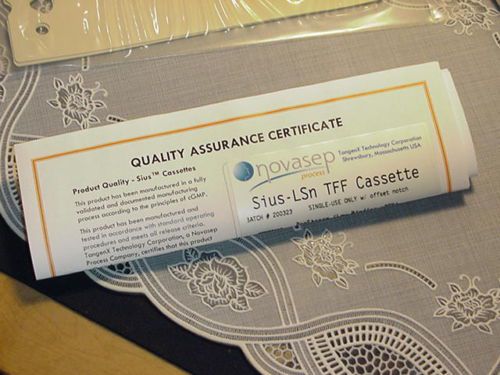 QUALITY ASSURANCE CERTIFICATE
Product Quality - Sius™ Cassettes
This product has been manufactured in a fully
validated and documented manufacturing
process according to the principles of cGMP.
This product has been manufactured and
tested in accordance with standard operating
procedures and meets all release criteria.
TangenX Technology Corporation, a Novasep
Process Company, certifies that this product
novasep
process
TangenX Technology Corporation
Shrewsbury, Massachusetts USA
Sius-LSn TFF Cassette
BATCH # 200323 SINGLE-USE ONLY w/ offset notch